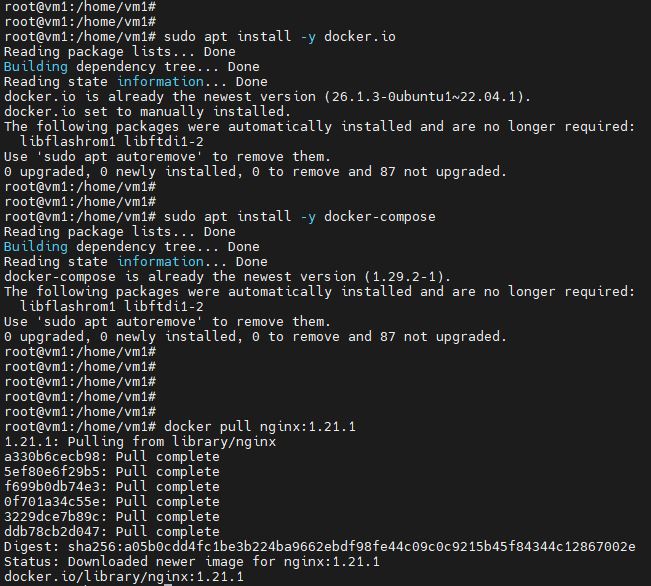 root@vm1:/home/vm1#
root@vm1:/home/vm1#
root@vm1:/home/vm1# sudo apt install -y docker.io
Reading package lists... Done
Building dependency tree... Done
Reading state information... Done
docker.io is already the newest version (26.1.3-0ubuntu1~22.04.1).
docker.io set to manually installed.
The following packages were automatically installed and are no longer required:
  libflashrom1 libftdi1-2
Use 'sudo apt autoremove' to remove them.
0 upgraded, 0 newly installed, 0 to remove and 87 not upgraded.
root@vm1:/home/vm1#
root@vm1:/home/vm1#
root@vm1:/home/vm1# sudo apt install -y docker-compose
Reading package lists... Done
Building dependency tree... Done
Reading state information... Done
docker-compose is already the newest version (1.29.2-1).
The following packages were automatically installed and are no longer required:
  libflashrom1 libftdi1-2
Use 'sudo apt autoremove' to remove them.
0 upgraded, 0 newly installed, 0 to remove and 87 not upgraded.
root@vm1:/home/vm1#
root@vm1:/home/vm1#
root@vm1:/home/vm1#
root@vm1:/home/vm1#
root@vm1:/home/vm1#
root@vm1:/home/vm1# docker pull nginx:1.21.1
1.21.1: Pulling from library/nginx
a330b6cecb98: Pull complete
5ef80e6f29b5: Pull complete
f699b0db74e3: Pull complete
0f701a34c55e: Pull complete
3229dce7b89c: Pull complete
ddb78cb2d047: Pull complete
Digest: sha256:a05b0cdd4fc1be3b224ba9662ebdf98fe44c09c0c9215b45f84344c12867002e
Status: Downloaded newer image for nginx:1.21.1
docker.io/library/nginx:1.21.1